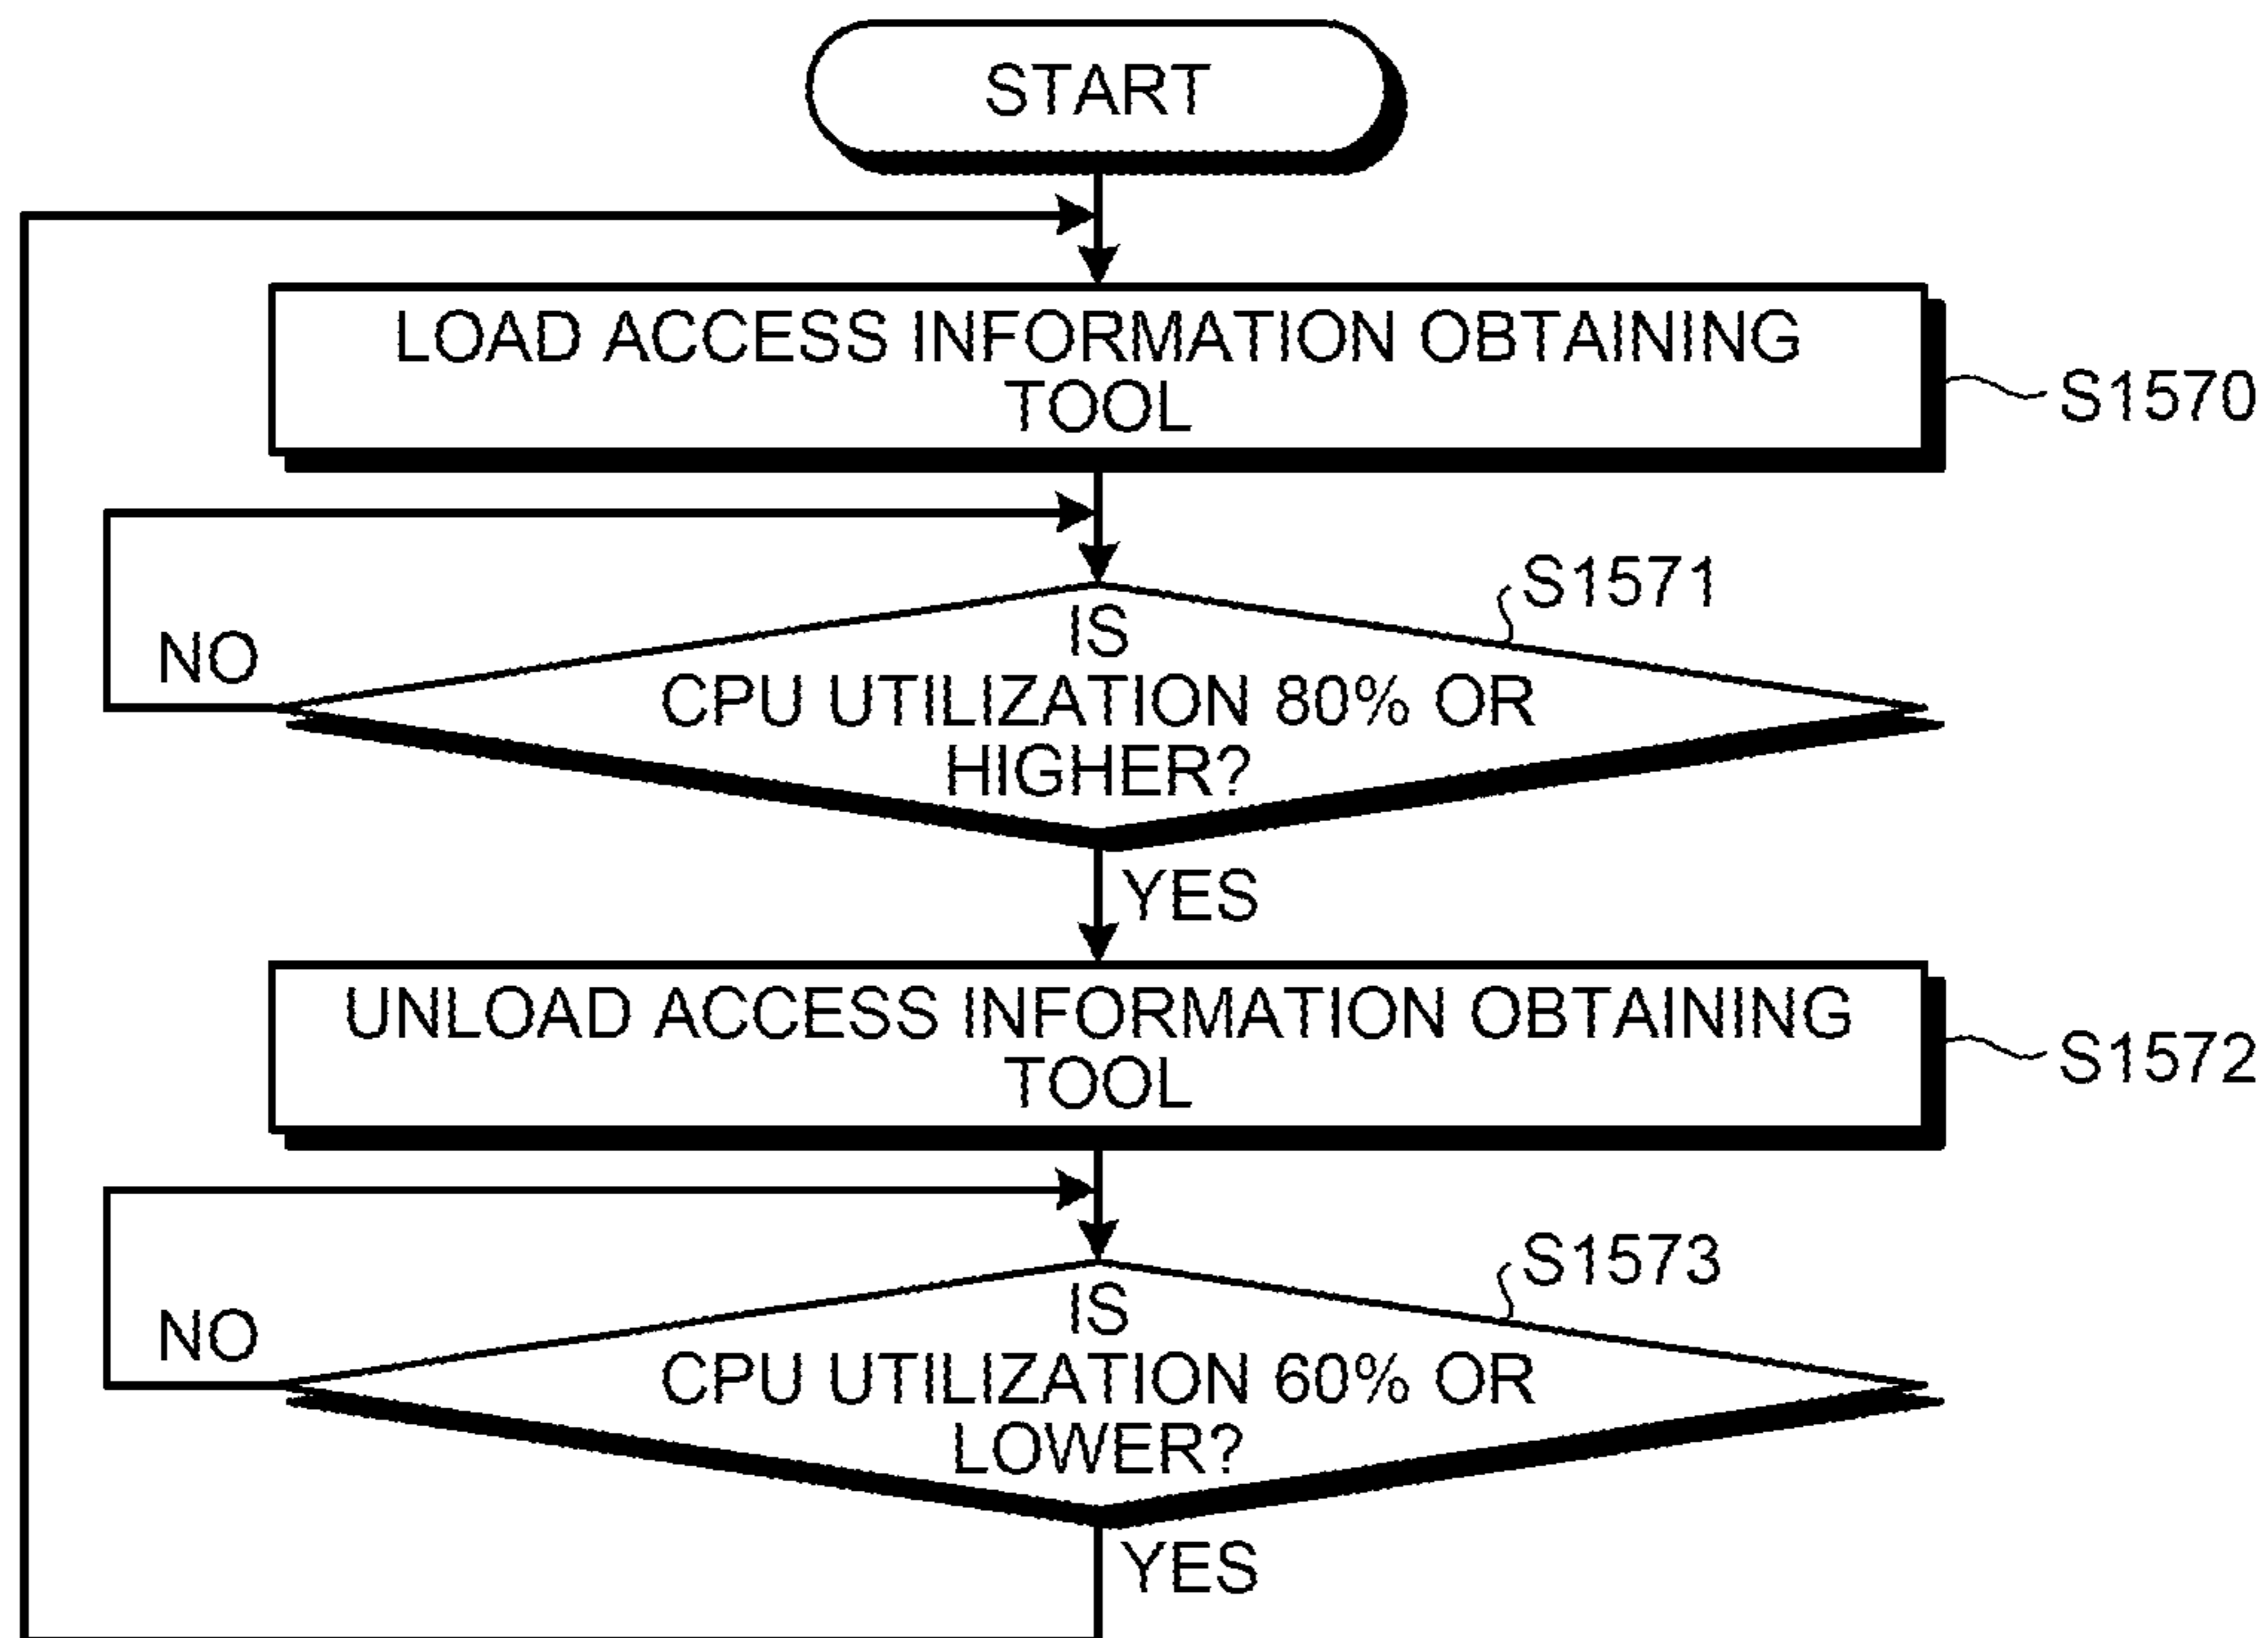 START
LOAD ACCESS INFORMATION OBTAINING
TOOL
S1570
S1571
IS
NO
CPU UTILIZATION 80% OR
HIGHER?
YES
UNLOAD ACCESS INFORMATION OBTAINING
TOOL
S1572
S1573
IS
NO
CPU UTILIZATION 60% OR
LOWER?
YES